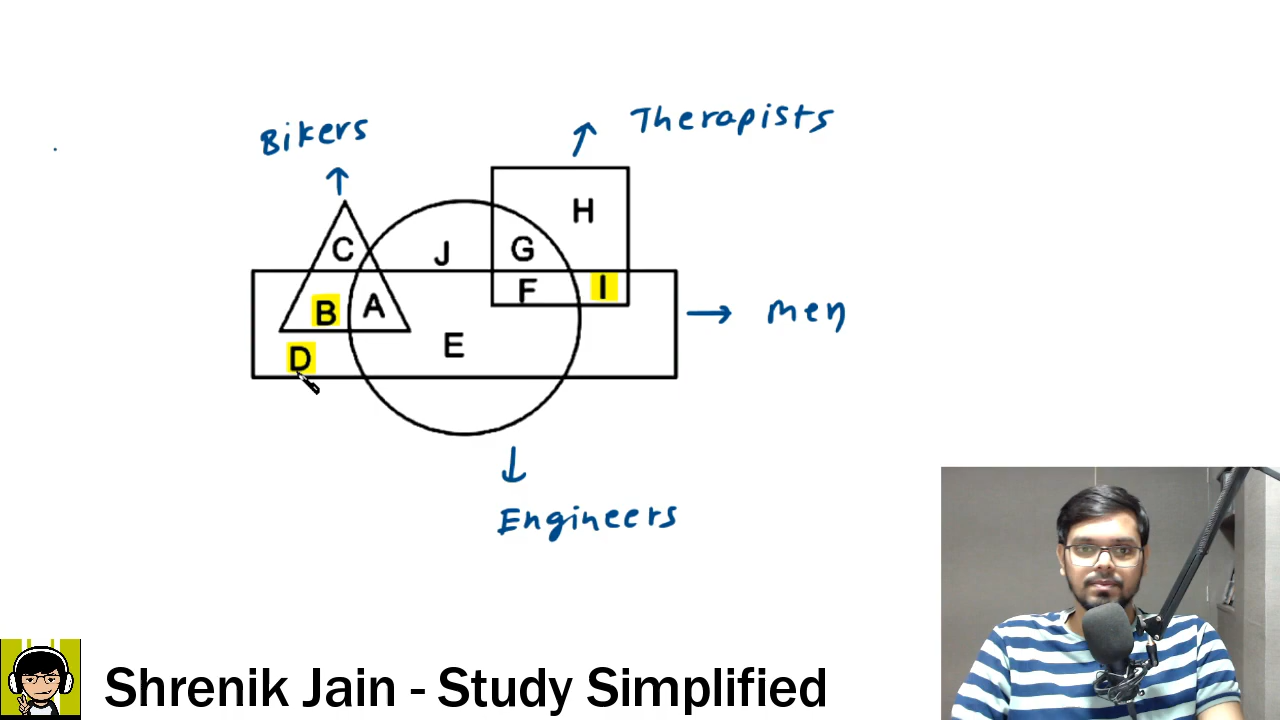 Bikers
Therapists
C
J
G
H
B
A
F
I
men
D
E
Engineers
Shrenik Jain - Study Simplified